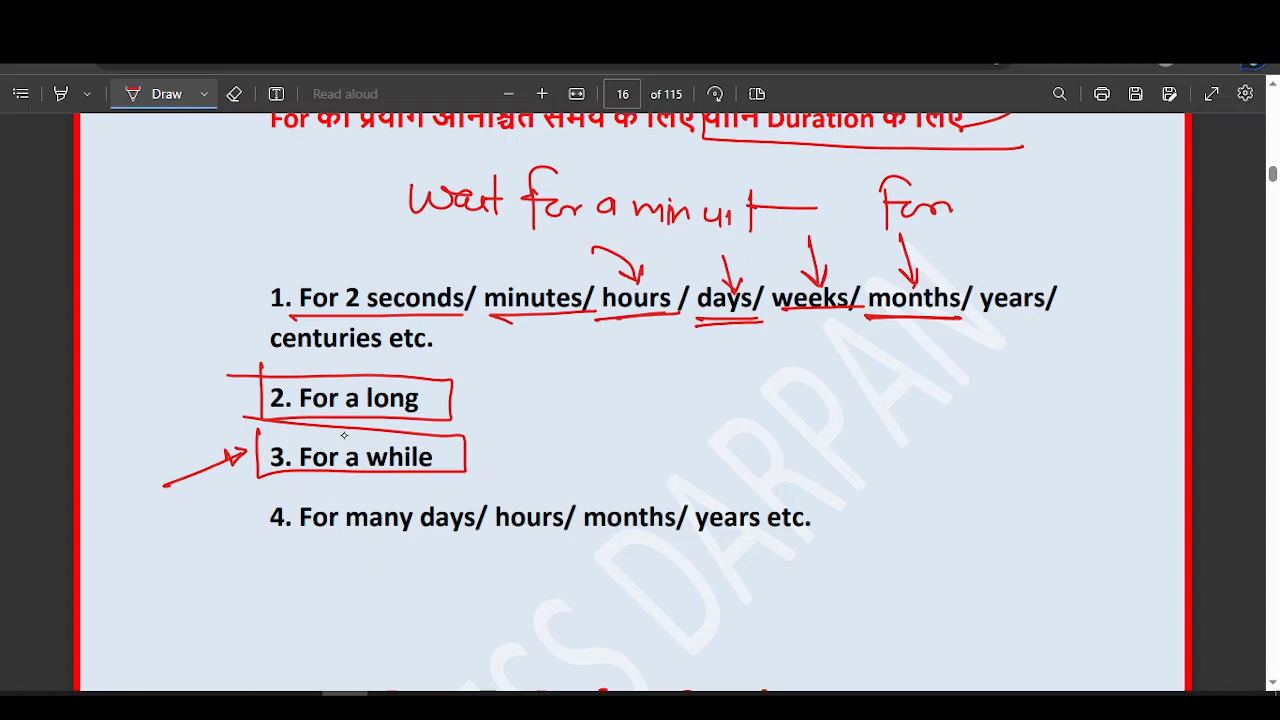 Draw
Read aloud
16 of 115
For का प्रयोग अनिश्चित समय के लिए यानि Duration के लिए
Wait for a minut
For
1. For 2 seconds/ minutes/ hours / days/ weeks/ months/ years/
centuries etc.
2. For a long
3. For a while
4. For many days/ hours/ months/ years etc.
DARPAN